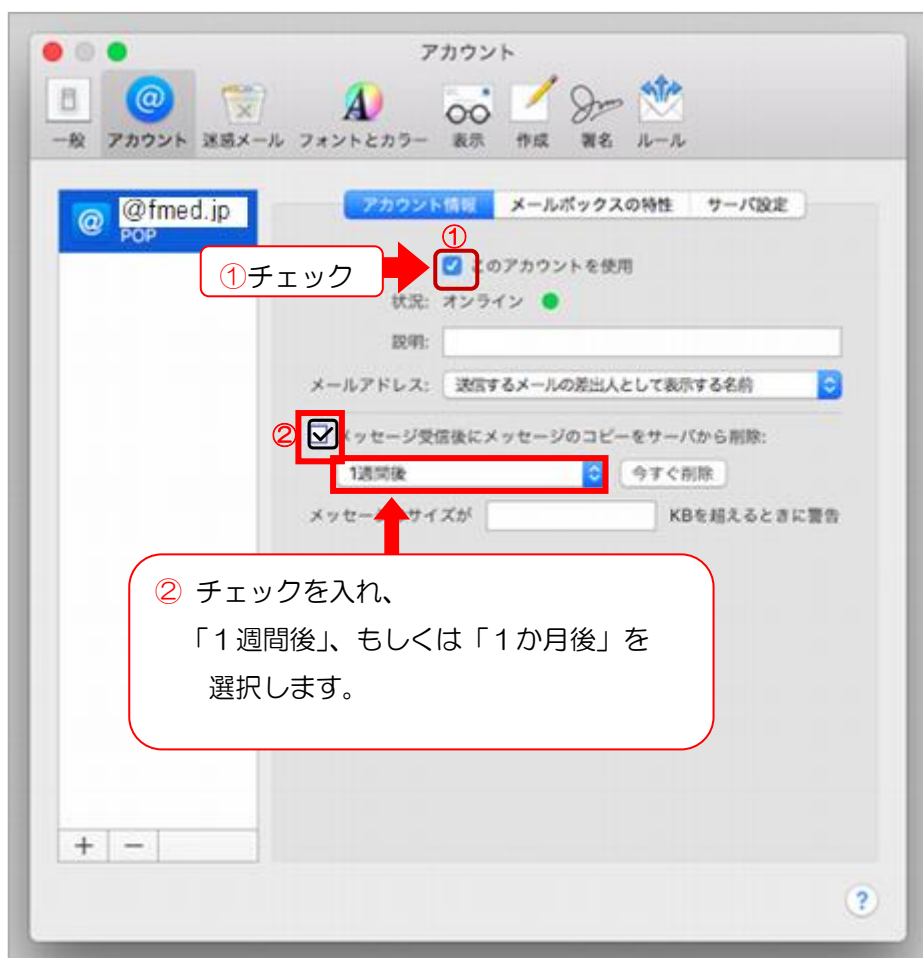 アカウント
一般 アカウント 迷惑メール フォントとカラー 表示 作成 署名 ルール
@fmed.jp
POP
アカウント情報 メールボックスの特性 サーバ設定
①
①チェック
このアカウントを使用
状況: オンライン
説明:
メールアドレス: 送信するメールの差出人として表示する名前
②
メッセージ受信後にメッセージのコピーをサーバから削除:
1週間後 今すぐ削除
メッセージのサイズが KBを超えるときに警告
② チェックを入れ、
「1週間後」、もしくは「1か月後」を
選択します。
+ −
?